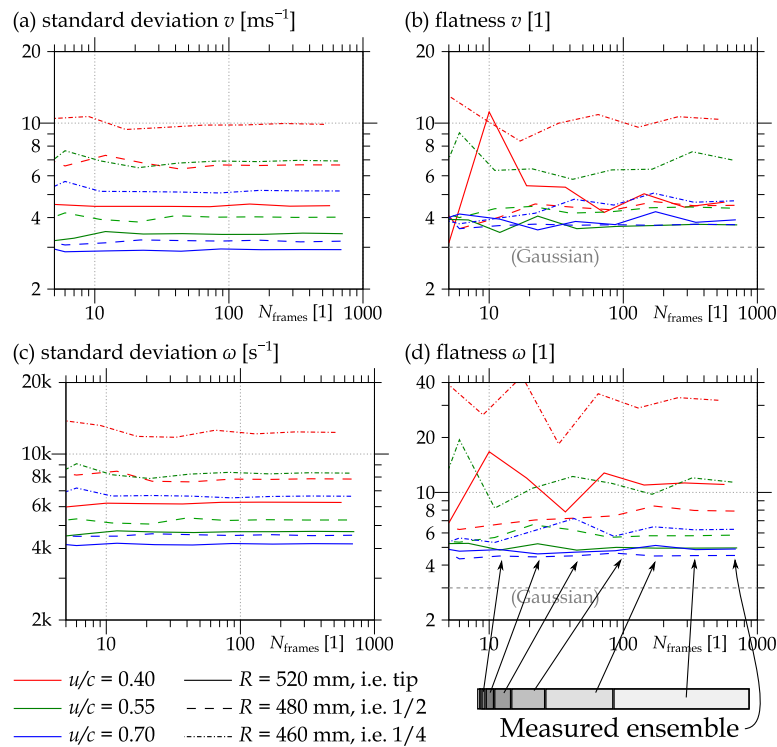 (a) standard deviation v [ms⁻¹]
(b) flatness v [1]
20
10
8
6
4
2
10
100
1000
N_frames [1]
20
10
8
6
4
2
(Gaussian)
10
100
1000
N_frames [1]
(c) standard deviation ω [s⁻¹]
(d) flatness ω [1]
20k
10k
8k
6k
4k
2k
10
100
1000
N_frames [1]
40
20
10
8
6
4
2
(Gaussian)
10
100
1000
N_frames [1]
u/c = 0.40
R = 520 mm, i.e. tip
u/c = 0.55
R = 480 mm, i.e. 1/2
u/c = 0.70
R = 460 mm, i.e. 1/4
Measured ensemble